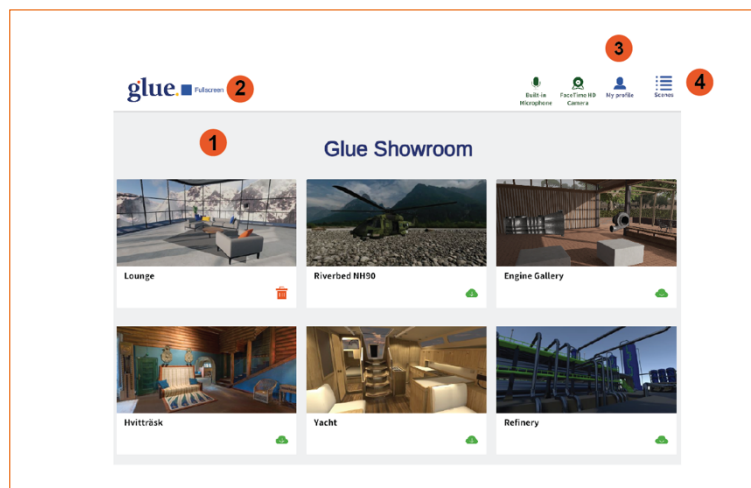 3
glue. Fullscreen 2
Built-in Microphone
FaceTime HD Camera
My profile
Scenes
4
1
Glue Showroom
Lounge
Riverbed NH90
Engine Gallery
Hvitträsk
Yacht
Refinery